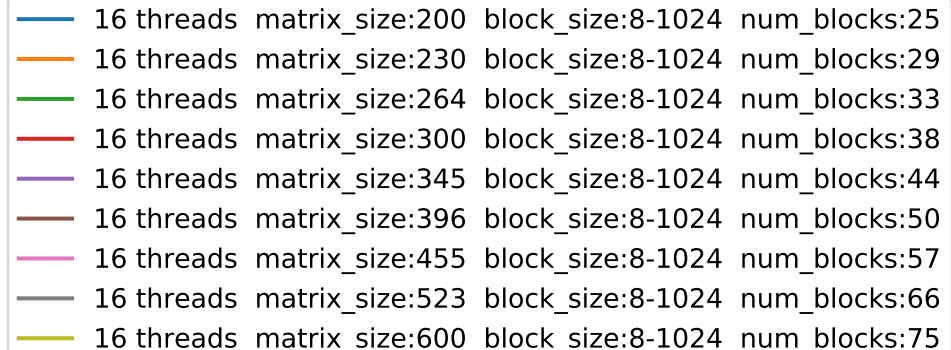 16 threads matrix_size:200 block_size:8-1024 num_blocks:25
16 threads matrix_size:230 block_size:8-1024 num_blocks:29
16 threads matrix_size:264 block_size:8-1024 num_blocks:33
16 threads matrix_size:300 block_size:8-1024 num_blocks:38
16 threads matrix_size:345 block_size:8-1024 num_blocks:44
16 threads matrix_size:396 block_size:8-1024 num_blocks:50
16 threads matrix_size:455 block_size:8-1024 num_blocks:57
16 threads matrix_size:523 block_size:8-1024 num_blocks:66
16 threads matrix_size:600 block_size:8-1024 num_blocks:75